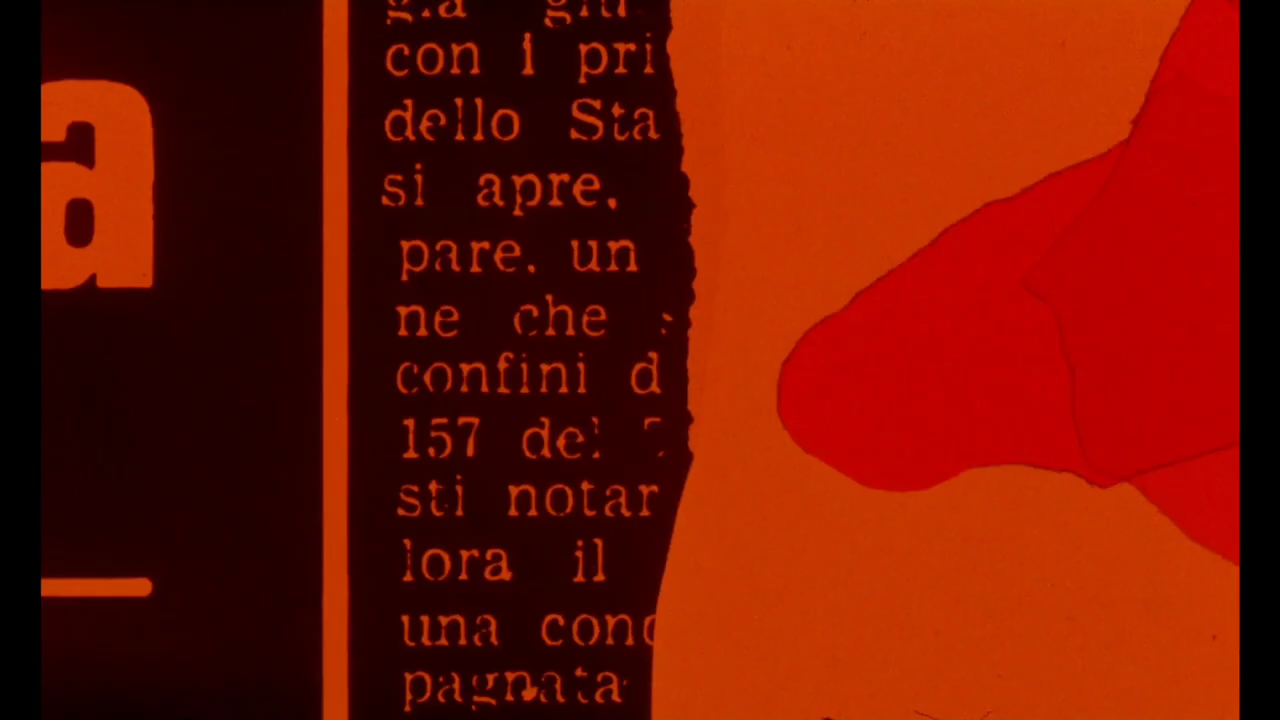 a
con i pri
dello Sta
si apre.
pare. un
ne che
confini d
157 del
sti notar
lora il
una conc
pagnata